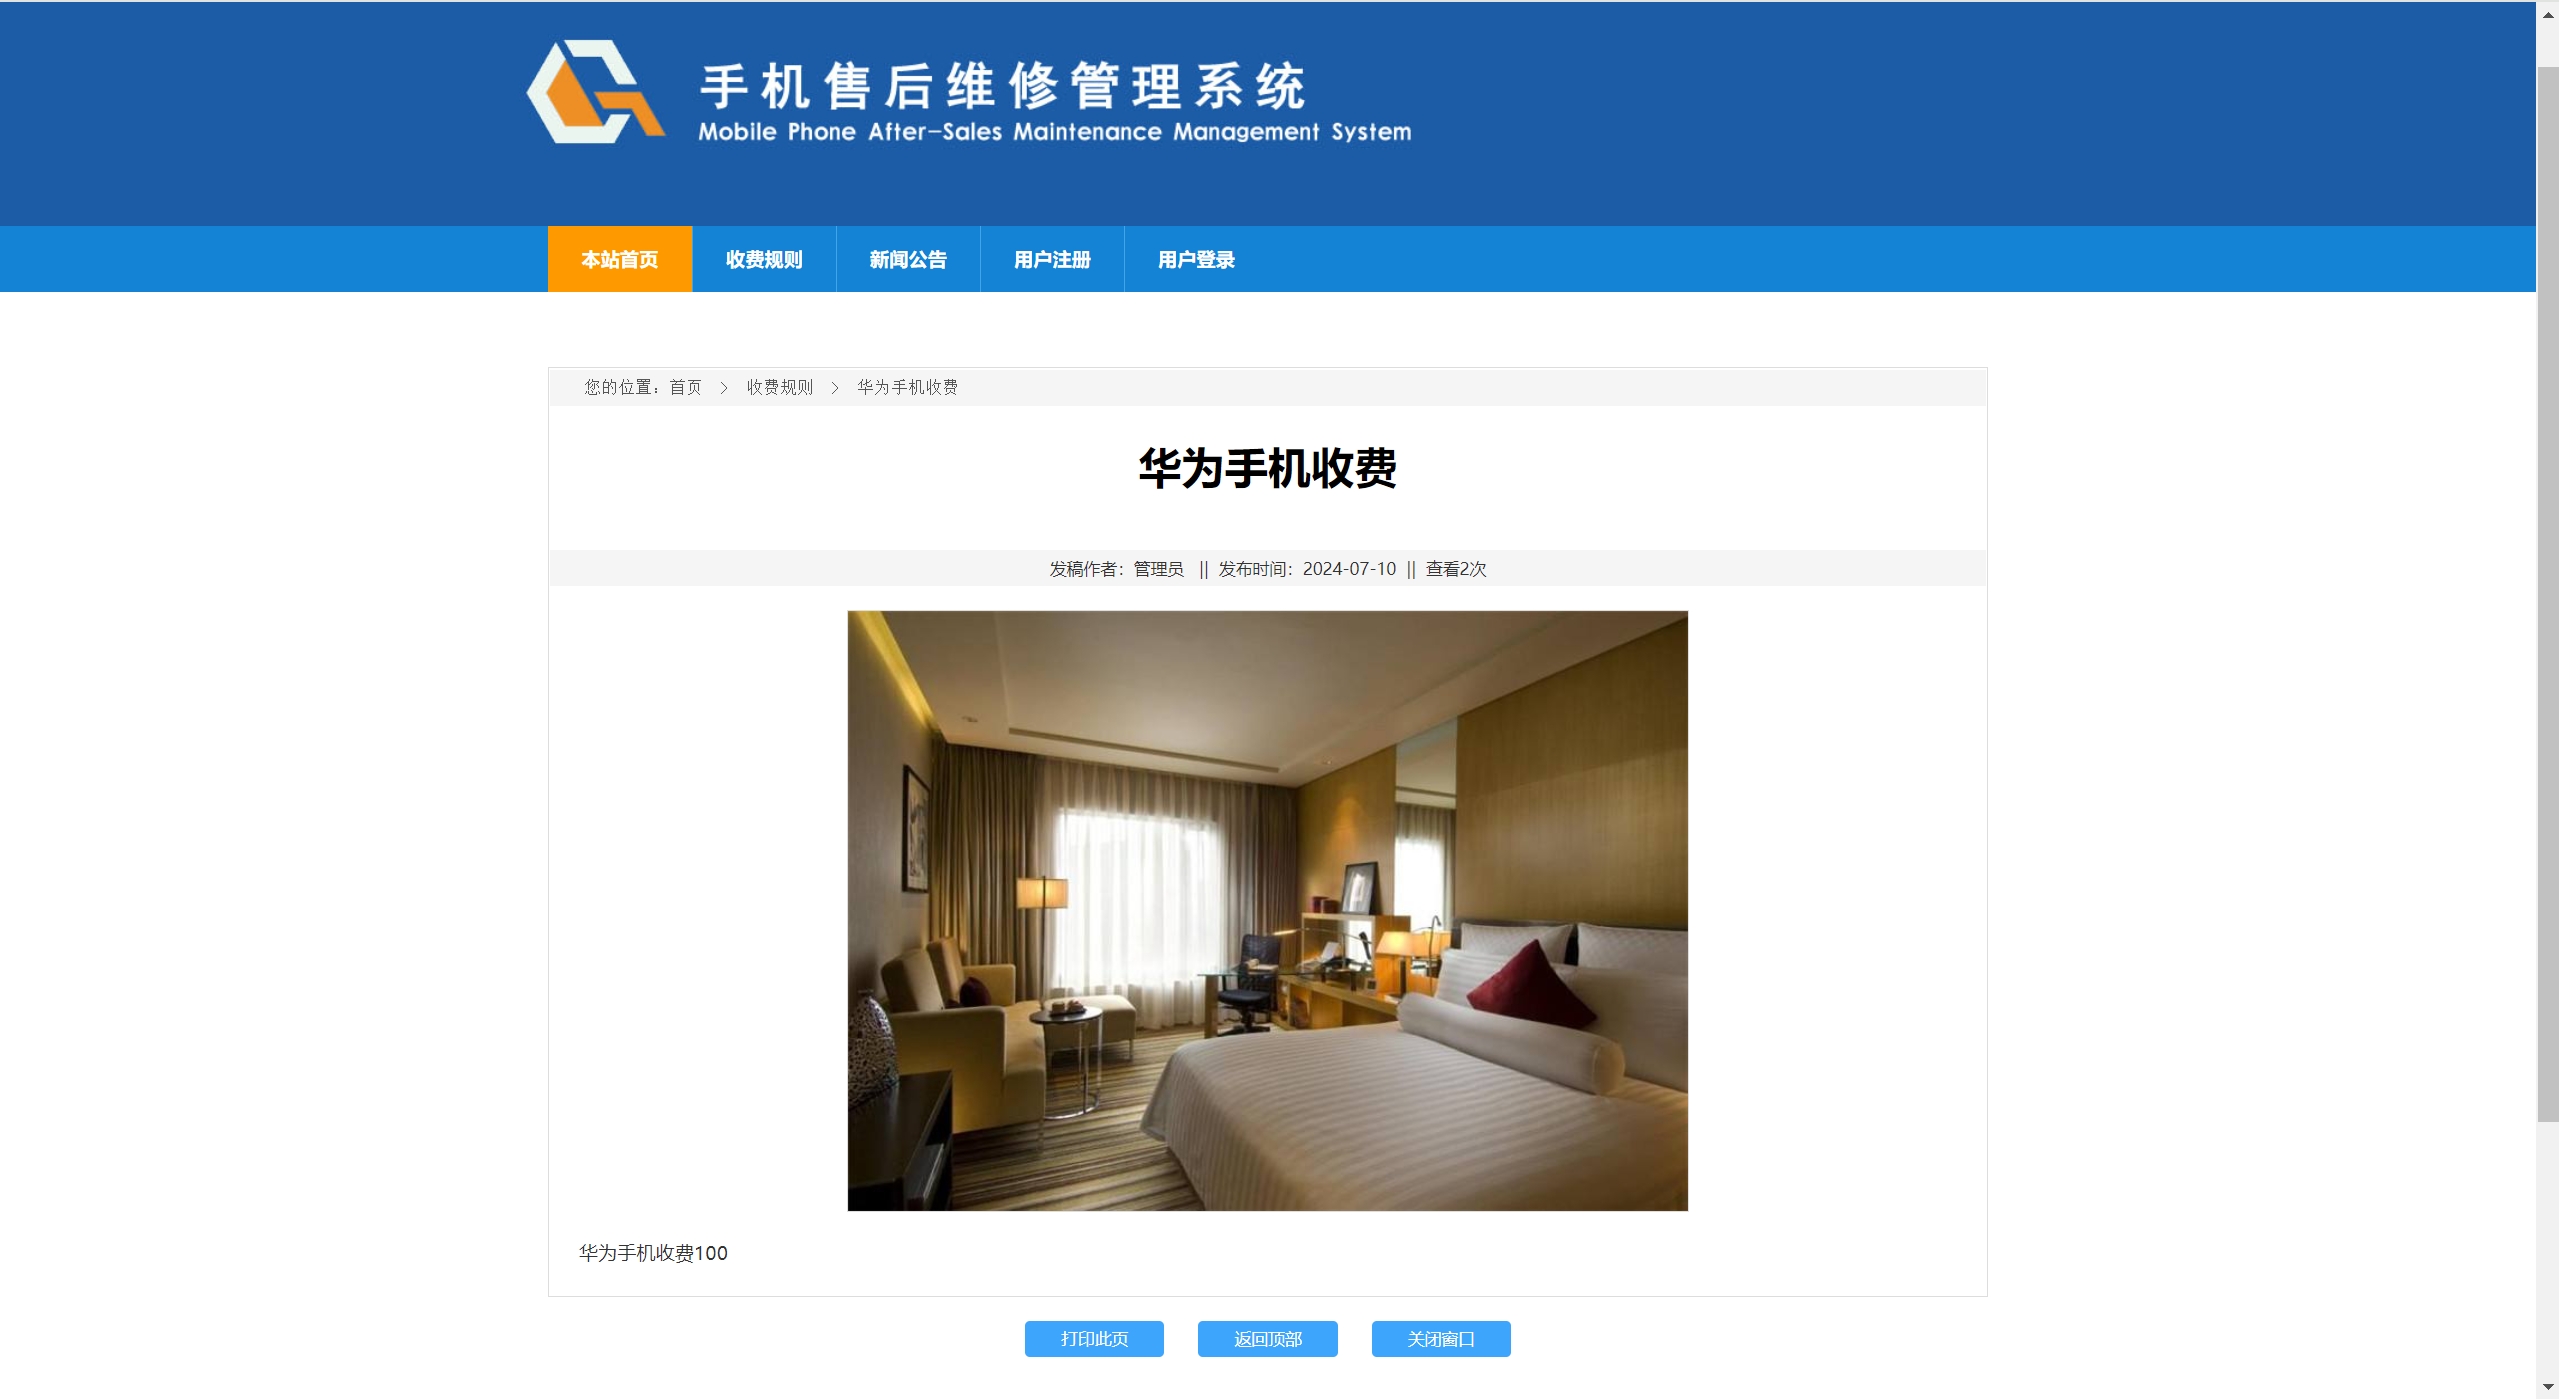 手机售后维修管理系统
Mobile Phone After-Sales Maintenance Management System
本站首页 收费规则 新闻公告 用户注册 用户登录
您的位置：首页 > 收费规则 > 华为手机收费
华为手机收费
发稿作者：管理员 || 发布时间：2024-07-10 || 查看2次
华为手机收费100
打印此页 返回顶部 关闭窗口